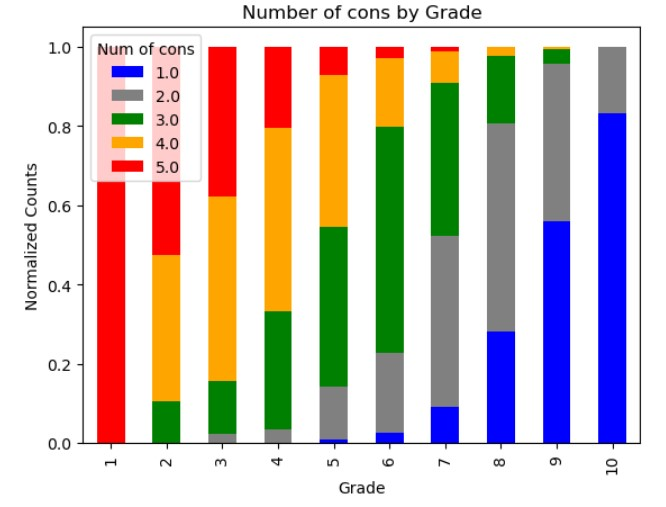 Number of cons by Grade
Num of cons
1.0
2.0
3.0
4.0
5.0
1.0
0.8
0.6
0.4
0.2
0.0
Normalized Counts
1 2 3 4 5 6 7 8 9 10
Grade